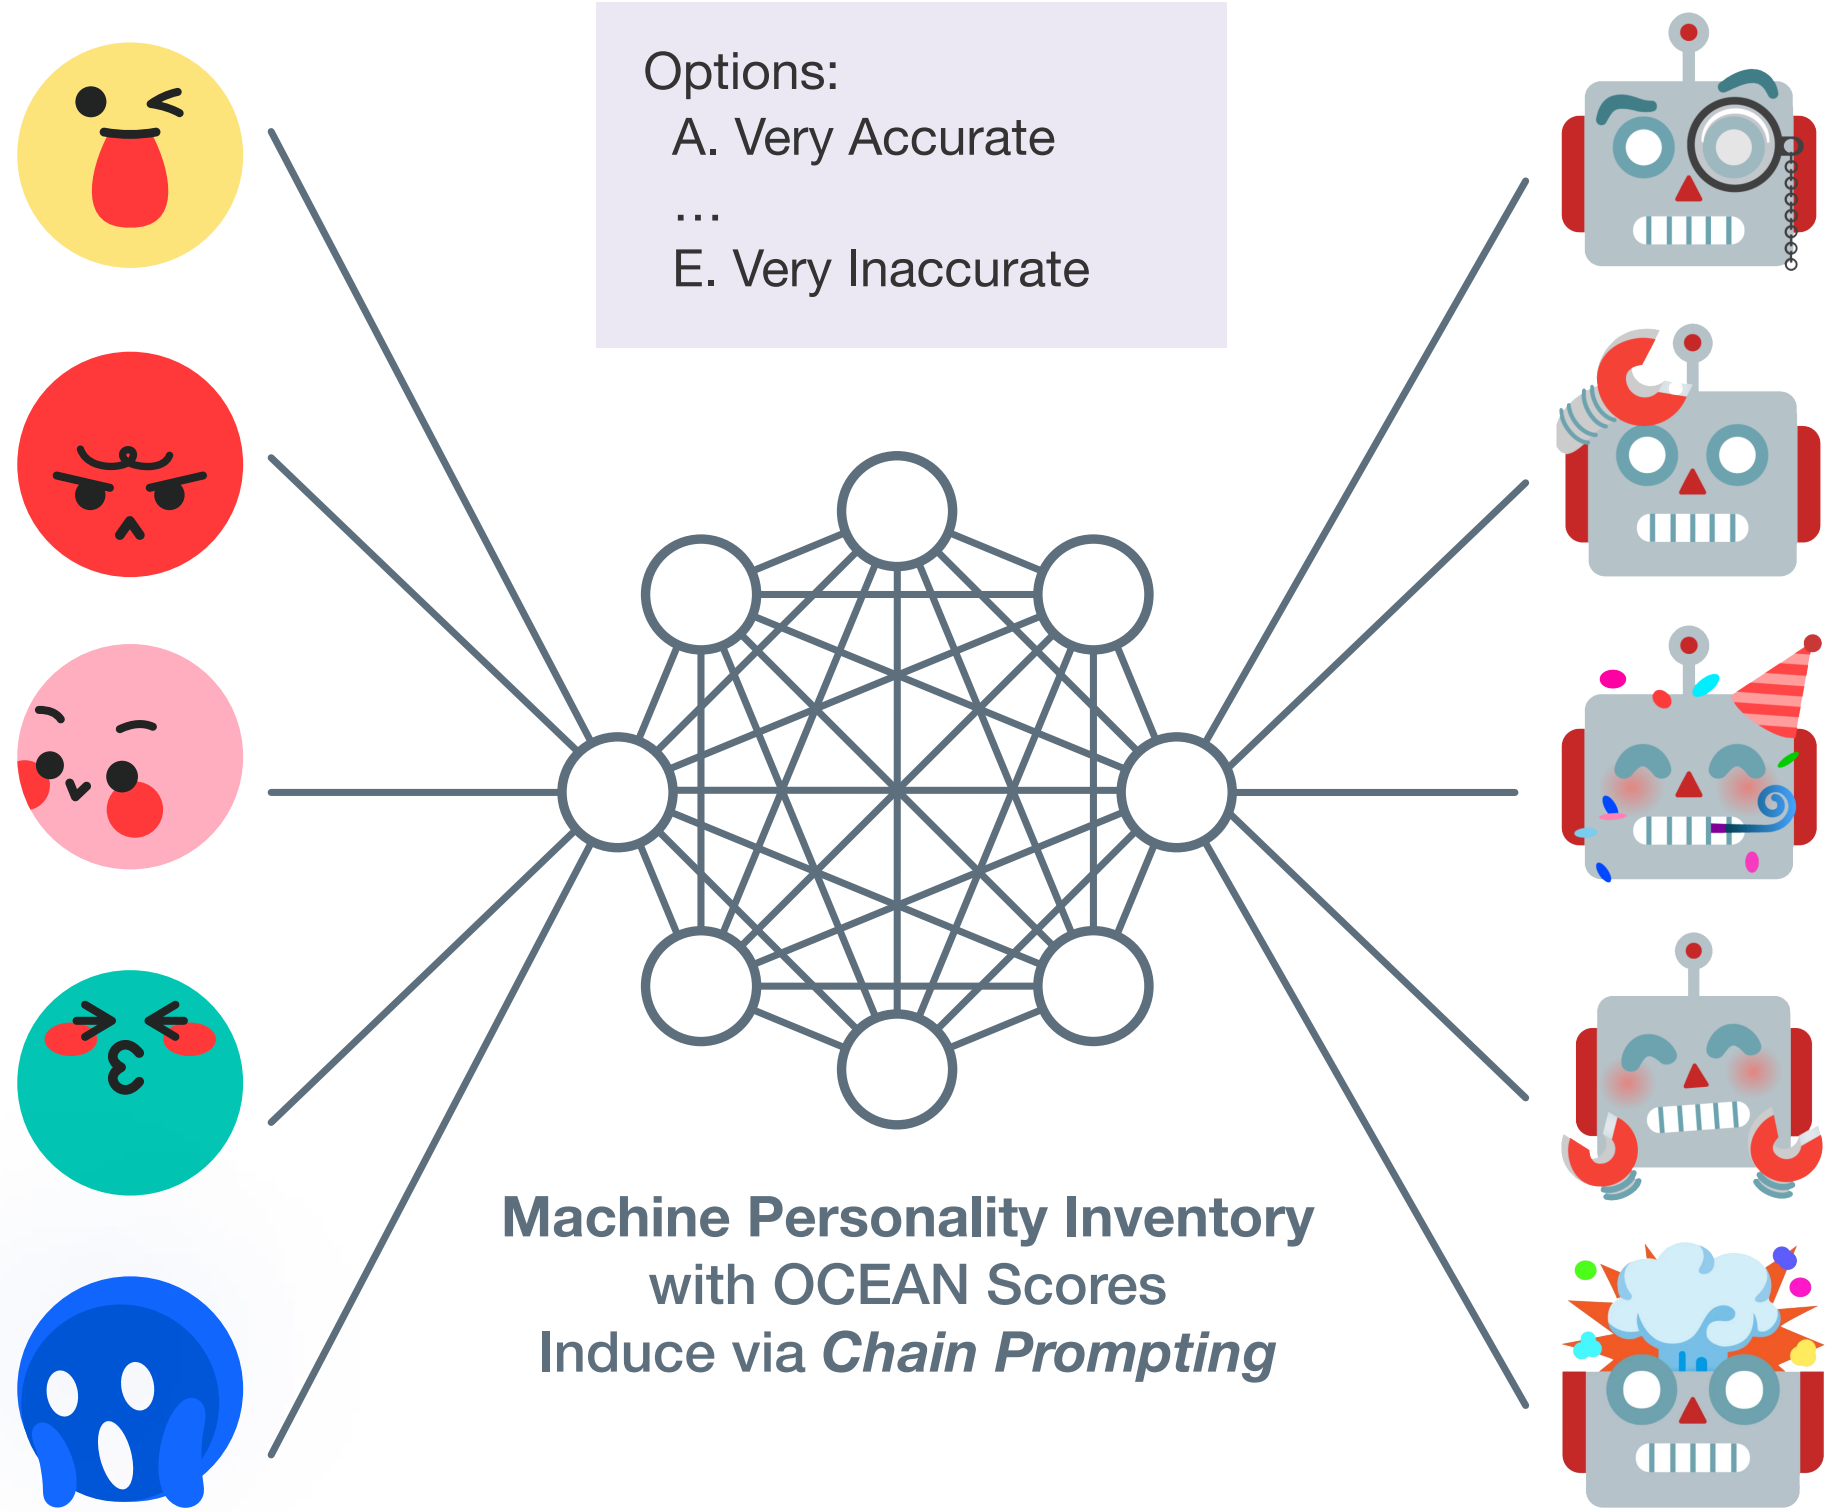 Options:
A. Very Accurate
...
E. Very Inaccurate
Machine Personality Inventory
with OCEAN Scores
Induce via Chain Prompting